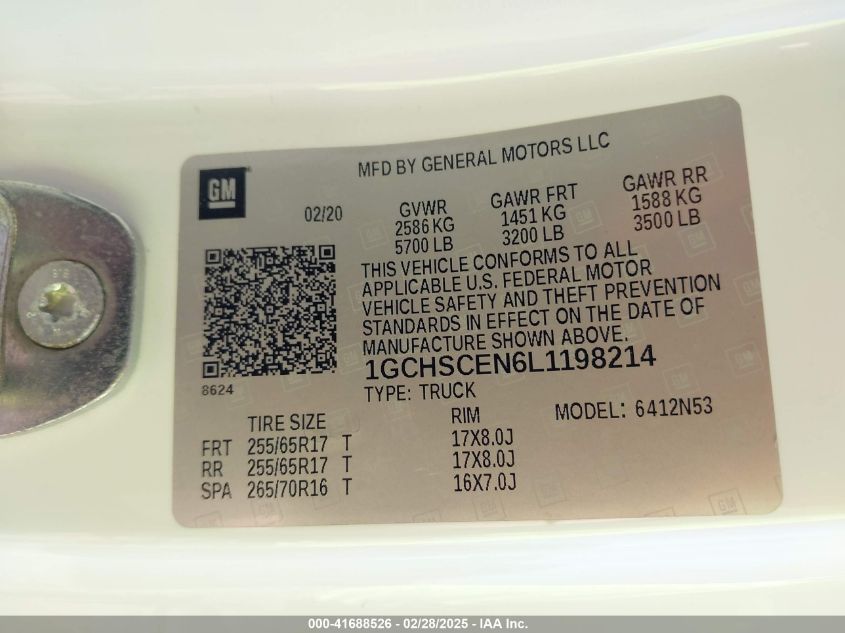 GM
MFD BY GENERAL MOTORS LLC
02/20
GVWR GAWR FRT GAWR RR
2586 KG 1451 KG 1588 KG
5700 LB 3200 LB 3500 LB
THIS VEHICLE CONFORMS TO ALL
APPLICABLE U.S. FEDERAL MOTOR
VEHICLE SAFETY AND THEFT PREVENTION
STANDARDS IN EFFECT ON THE DATE OF
MANUFACTURE SHOWN ABOVE.
1GCHSCEN6L1198214
8624
TYPE: TRUCK
MODEL: 6412N53
TIRE SIZE RIM
FRT 255/65R17 T 17X8.0J
RR 255/65R17 T 17X8.0J
SPA 265/70R16 T 16X7.0J
000-41688526 - 02/28/2025 - IAA Inc.